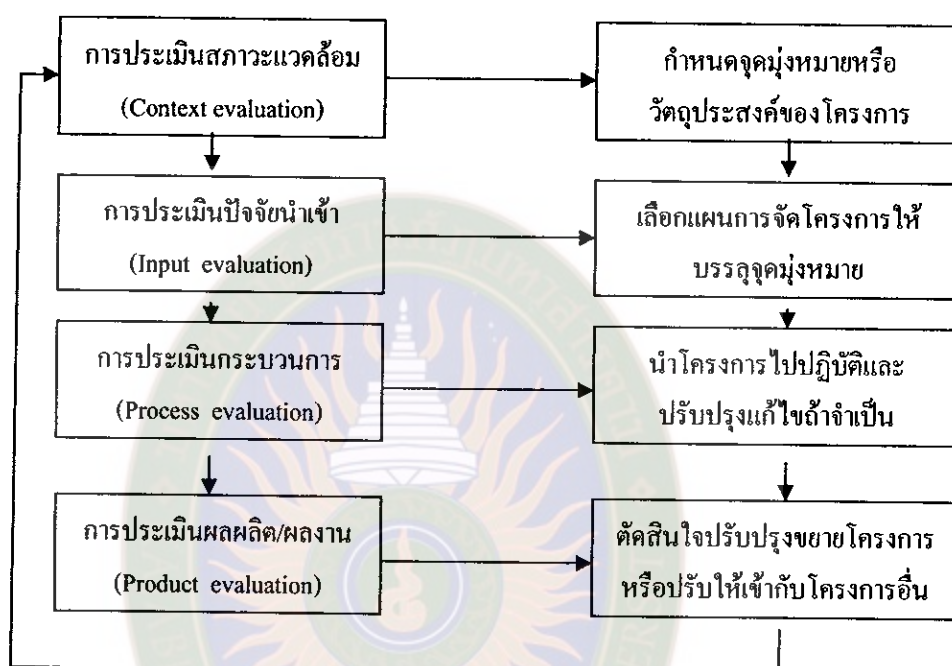 การประเมินสภาวะแวดล้อม
(Context evaluation)
กำหนดจุดมุ่งหมายหรือ
วัตถุประสงค์ของโครงการ
การประเมินปัจจัยนำเข้า
(Input evaluation)
เลือกแผนการจัดโครงการให้
บรรลุจุดมุ่งหมาย
การประเมินกระบวนการ
(Process evaluation)
นำโครงการไปปฏิบัติและ
ปรับปรุงแก้ไขถ้าจำเป็น
การประเมินผลผลิต/ผลงาน
(Product evaluation)
ตัดสินใจปรับปรุงขยายโครงการ
หรือปรับให้เข้ากับโครงการอื่น